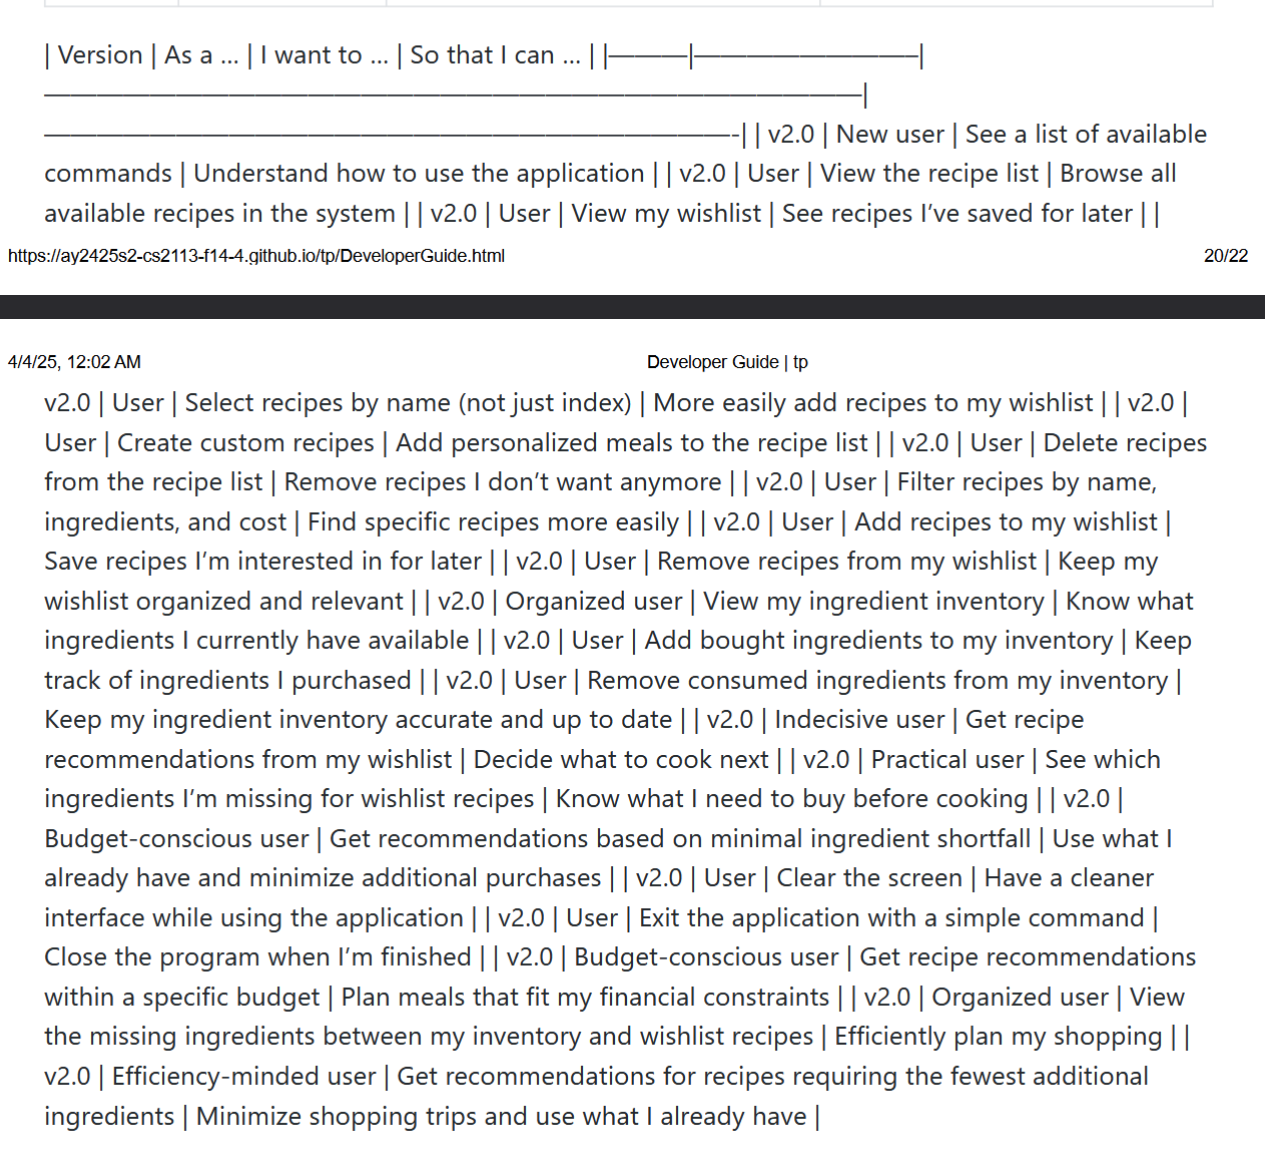 | Version | As a ... | I want to ... | So that I can ... | |———|————————–|
———————————————————————————————|
——————————————————————————–-| | v2.0 | New user | See a list of available
commands | Understand how to use the application | | v2.0 | User | View the recipe list | Browse all
available recipes in the system | | v2.0 | User | View my wishlist | See recipes I’ve saved for later | |
https://ay2425s2-cs2113-f14-4.github.io/tp/DeveloperGuide.html 20/22
4/4/25, 12:02 AM Developer Guide | tp
v2.0 | User | Select recipes by name (not just index) | More easily add recipes to my wishlist | | v2.0 |
User | Create custom recipes | Add personalized meals to the recipe list | | v2.0 | User | Delete recipes
from the recipe list | Remove recipes I don’t want anymore | | v2.0 | User | Filter recipes by name,
ingredients, and cost | Find specific recipes more easily | | v2.0 | User | Add recipes to my wishlist |
Save recipes I’m interested in for later | | v2.0 | User | Remove recipes from my wishlist | Keep my
wishlist organized and relevant | | v2.0 | Organized user | View my ingredient inventory | Know what
ingredients I currently have available | | v2.0 | User | Add bought ingredients to my inventory | Keep
track of ingredients I purchased | | v2.0 | User | Remove consumed ingredients from my inventory |
Keep my ingredient inventory accurate and up to date | | v2.0 | Indecisive user | Get recipe
recommendations from my wishlist | Decide what to cook next | | v2.0 | Practical user | See which
ingredients I’m missing for wishlist recipes | Know what I need to buy before cooking | | v2.0 |
Budget-conscious user | Get recommendations based on minimal ingredient shortfall | Use what I
already have and minimize additional purchases | | v2.0 | User | Clear the screen | Have a cleaner
interface while using the application | | v2.0 | User | Exit the application with a simple command |
Close the program when I’m finished | | v2.0 | Budget-conscious user | Get recipe recommendations
within a specific budget | Plan meals that fit my financial constraints | | v2.0 | Organized user | View
the missing ingredients between my inventory and wishlist recipes | Efficiently plan my shopping | |
v2.0 | Efficiency-minded user | Get recommendations for recipes requiring the fewest additional
ingredients | Minimize shopping trips and use what I already have |